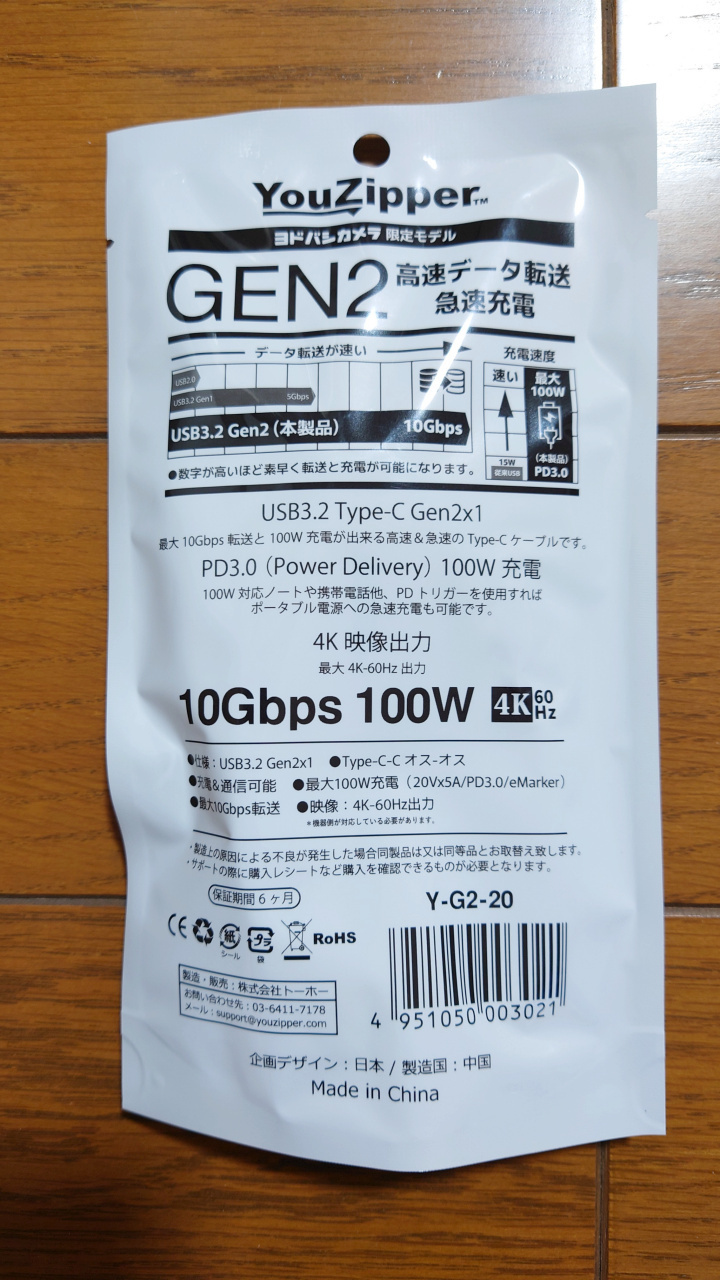 YouZipper™
ヨドバシカメラ 限定モデル
GEN2 高速データ転送
急速充電
データ転送が速い
USB2.0
USB3.2 Gen1 5Gbps
USB3.2 Gen2 (本製品) 10Gbps
充電速度
速い
15W
従来USB
最大
100W
(本製品)
PD3.0
●数字が高いほど素早く転送と充電が可能になります。
USB3.2 Type-C Gen2x1
最大 10Gbps 転送と 100W 充電が出来る高速＆急速の Type-C ケーブルです。
PD3.0（Power Delivery）100W 充電
100W 対応ノートや携帯電話他、PD トリガーを使用すれば
ポータブル電源への急速充電も可能です。
4K 映像出力
最大 4K-60Hz 出力
10Gbps 100W 4K 60Hz
●仕様：USB3.2 Gen2x1 ●Type-C-C オス-オス
●充電&通信可能 ●最大100W充電（20Vx5A/PD3.0/eMarker）
●最大10Gbps転送 ●映像：4K-60Hz出力
＊機器側が対応している必要があります。
・製造上の原因による不良が発生した場合同製品は又は同等品とお取替え致します。
・サポートの際に購入レシートなど購入を確認できるものが必要となります。
保証期間 6 ヶ月
Y-G2-20
CE 紙 プラ RoHS
シール 袋
製造・販売：株式会社トーホー
お問い合わせ先：03-6411-7178
メール：support@youzipper.com
4 951050 003021
企画デザイン：日本 / 製造国：中国
Made in China